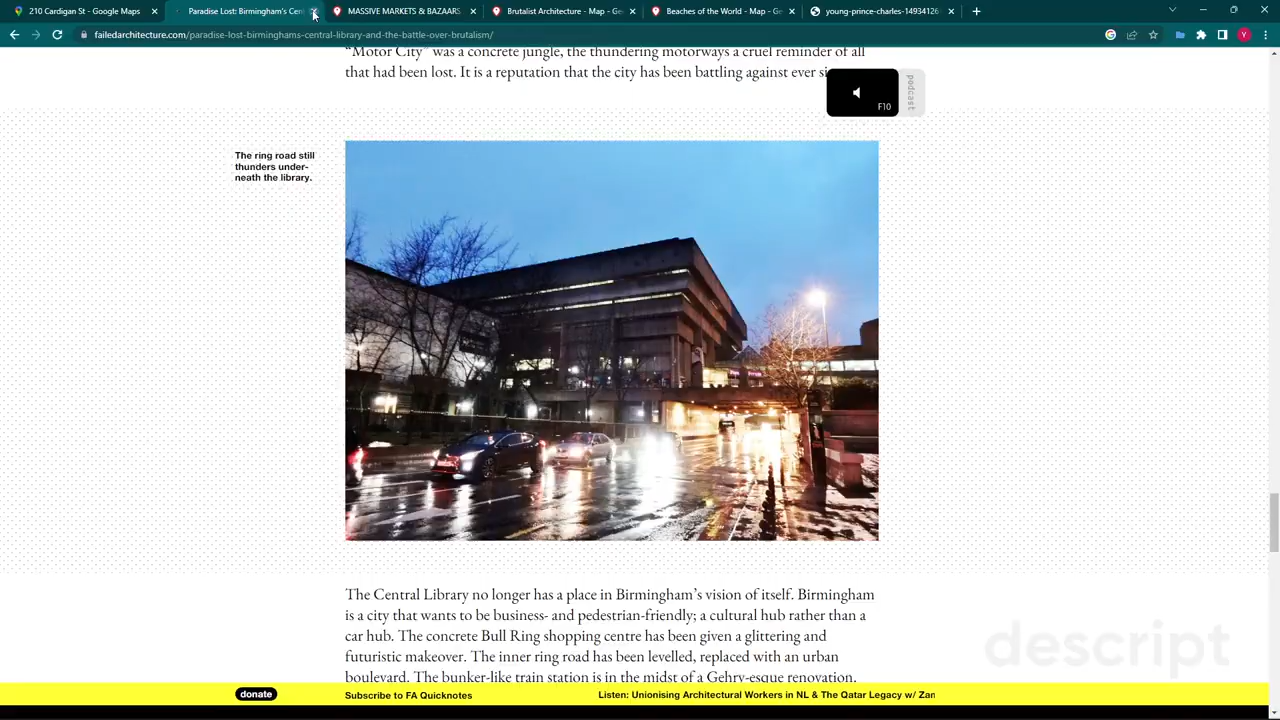 210 Cardigan St - Google Maps
Paradise Lost: Birmingham's Cen
MASSIVE MARKETS & BAZAARS
Brutalist Architecture - Map - Ge
Beaches of the World - Map - Ge
young-prince-charles-14934126
failedarchitecture.com/paradise-lost-birminghams-central-library-and-the-battle-over-brutalism/
Y
“Motor City” was a concrete jungle, the thundering motorways a cruel reminder of all
that had been lost. It is a reputation that the city has been battling against ever si
F10
podcast
The ring road still
thunders under-
neath the library.
The Central Library no longer has a place in Birmingham’s vision of itself. Birmingham
is a city that wants to be business- and pedestrian-friendly; a cultural hub rather than a
car hub. The concrete Bull Ring shopping centre has been given a glittering and
futuristic makeover. The inner ring road has been levelled, replaced with an urban
boulevard. The bunker-like train station is in the midst of a Gehry-esque renovation.
descript
donate
Subscribe to FA Quicknotes
Listen: Unionising Architectural Workers in NL & The Qatar Legacy w/ Zan